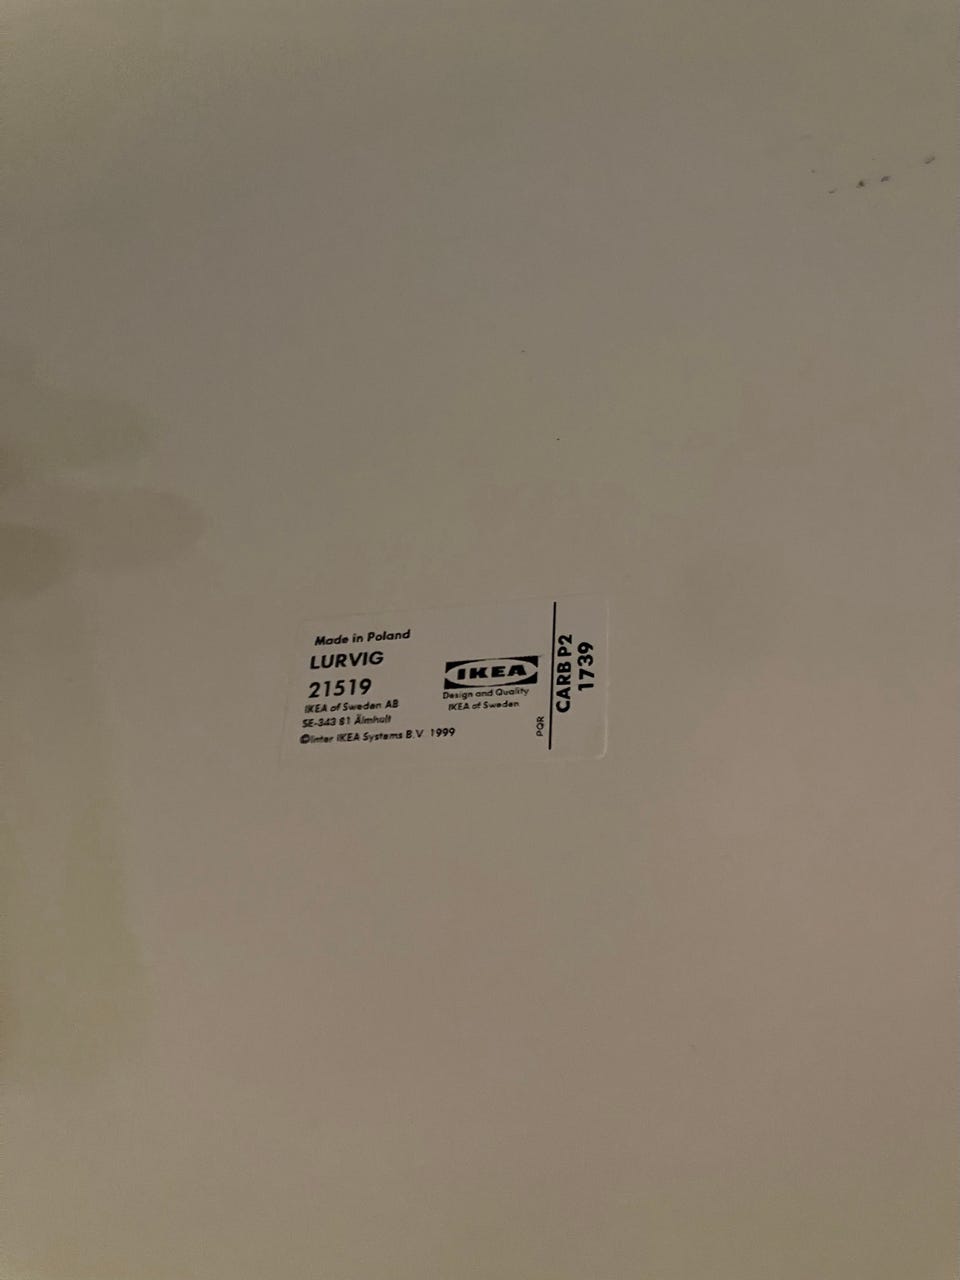 Made in Poland
LURVIG
21519
IKEA of Sweden AB
SE-343 81 Älmhult
©Inter IKEA Systems B.V. 1999
IKEA
Design and Quality
IKEA of Sweden
PQR
CARB P2
1739